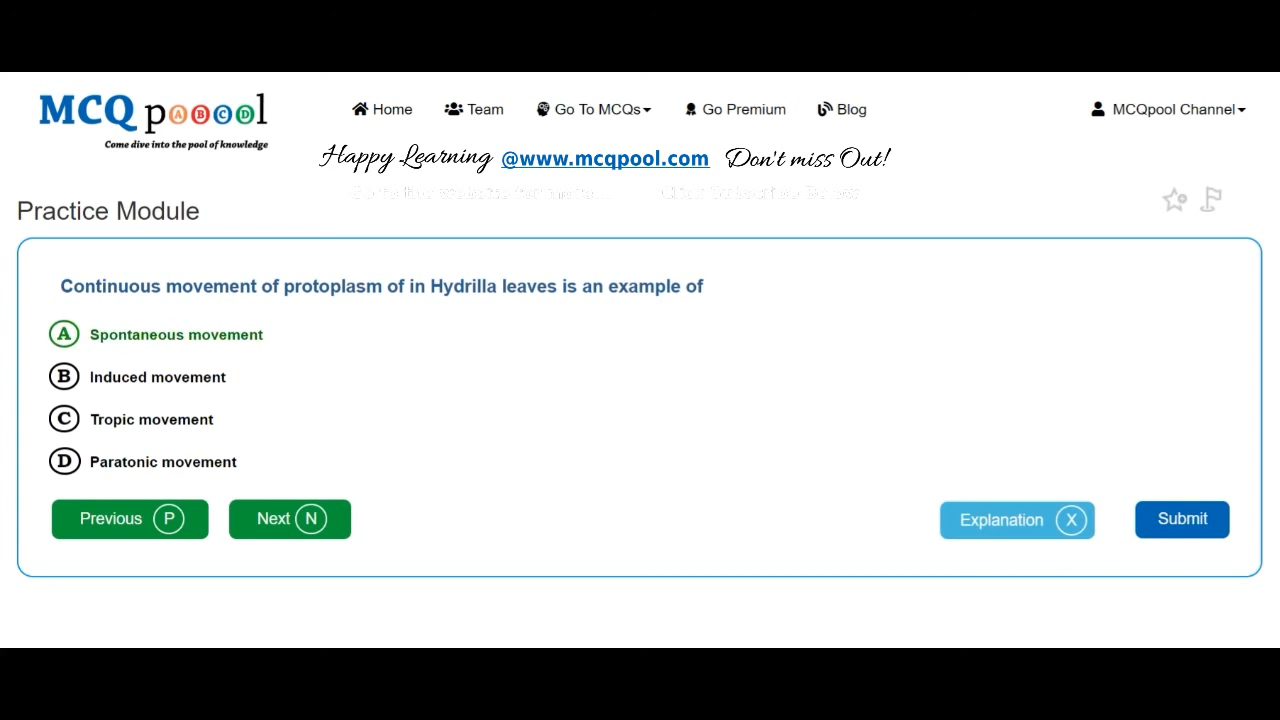 MCQ pABCDl
Come dive into the pool of knowledge
Home Team Go To MCQs Go Premium Blog MCQpool Channel
Happy Learning @www.mcqpool.com Don't miss Out!
Practice Module
Continuous movement of protoplasm of in Hydrilla leaves is an example of
A Spontaneous movement
B Induced movement
C Tropic movement
D Paratonic movement
Previous P Next N Explanation X Submit